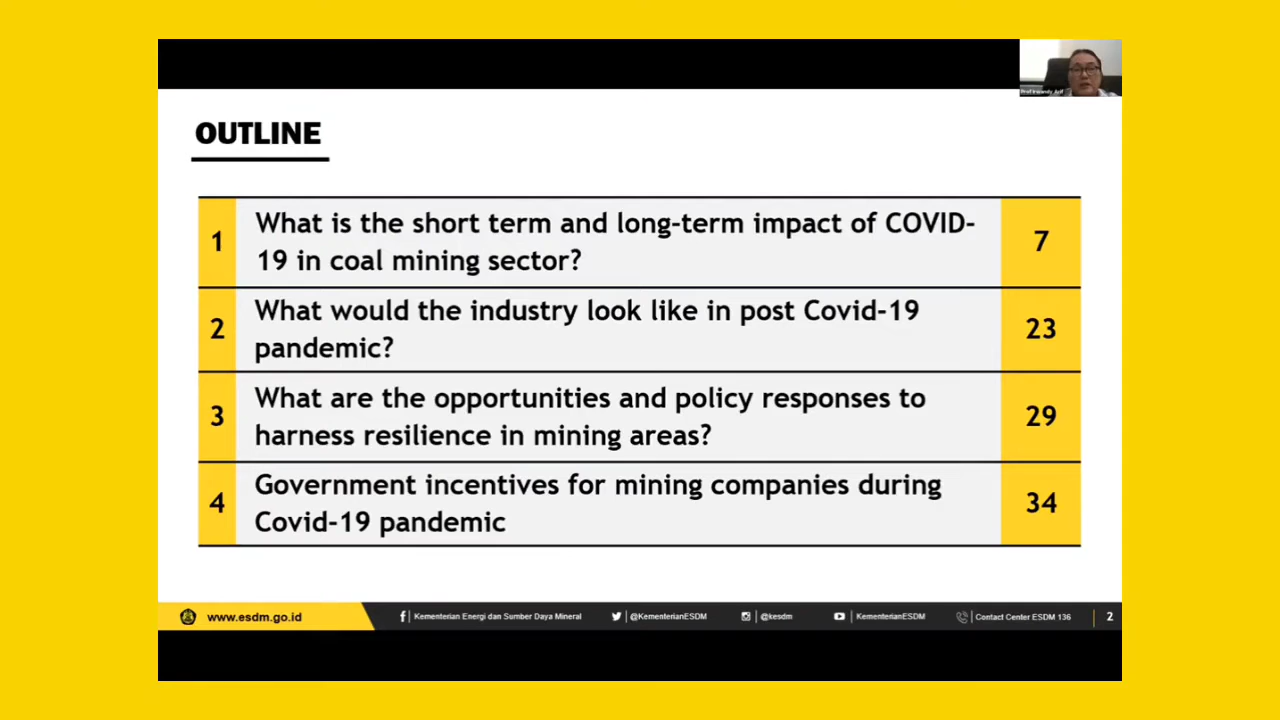 Prof Irwandy Arif
OUTLINE
1
What is the short term and long-term impact of COVID-
19 in coal mining sector?
7
2
What would the industry look like in post Covid-19
pandemic?
23
3
What are the opportunities and policy responses to
harness resilience in mining areas?
29
4
Government incentives for mining companies during
Covid-19 pandemic
34
www.esdm.go.id
Kementerian Energi dan Sumber Daya Mineral
@KementerianESDM
@kesdm
KementerianESDM
Contact Center ESDM 136
2